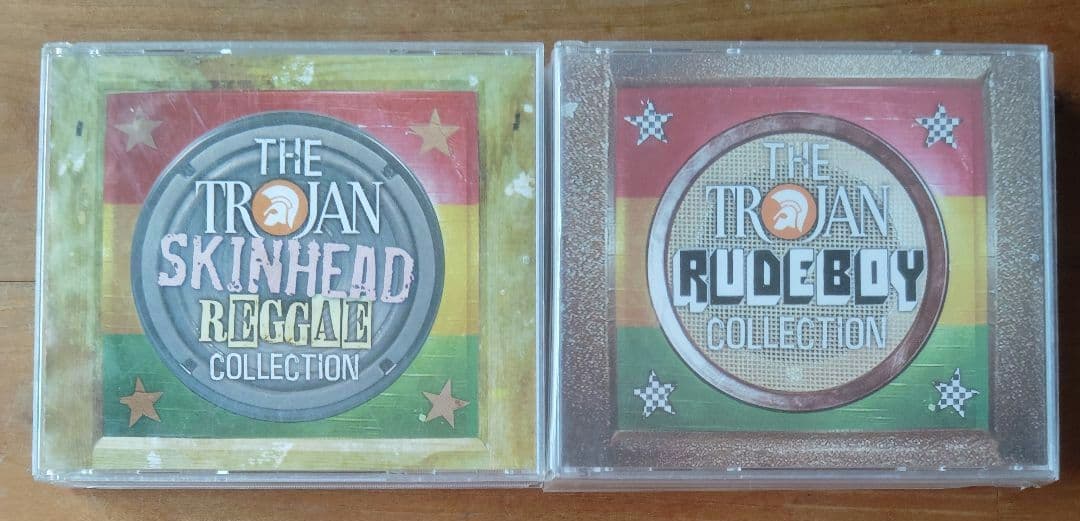 THE
TROJAN
SKINHEAD
REGGAE
COLLECTION
THE
TROJAN
RUDEBOY
COLLECTION